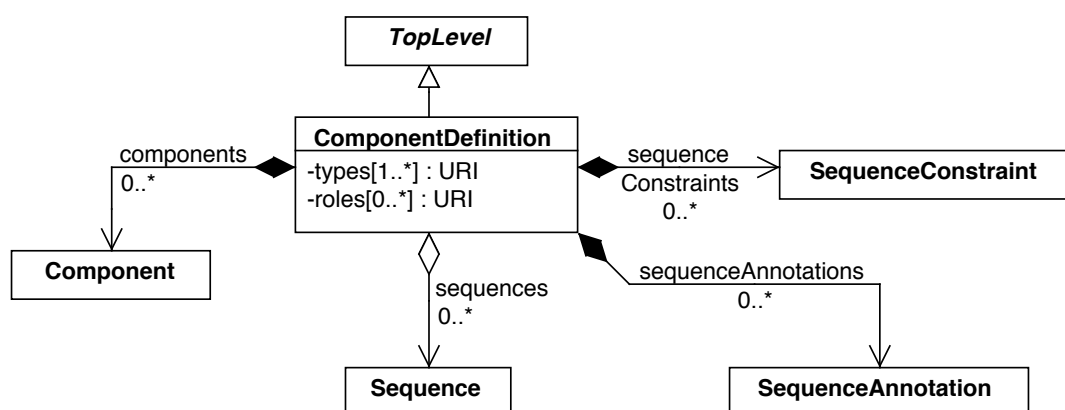 TopLevel
ComponentDefinition
-types[1..*] : URI
-roles[0..*] : URI
components
0..*
sequence
Constraints
0..*
SequenceConstraint
Component
sequences
0..*
sequenceAnnotations
0..*
Sequence
SequenceAnnotation